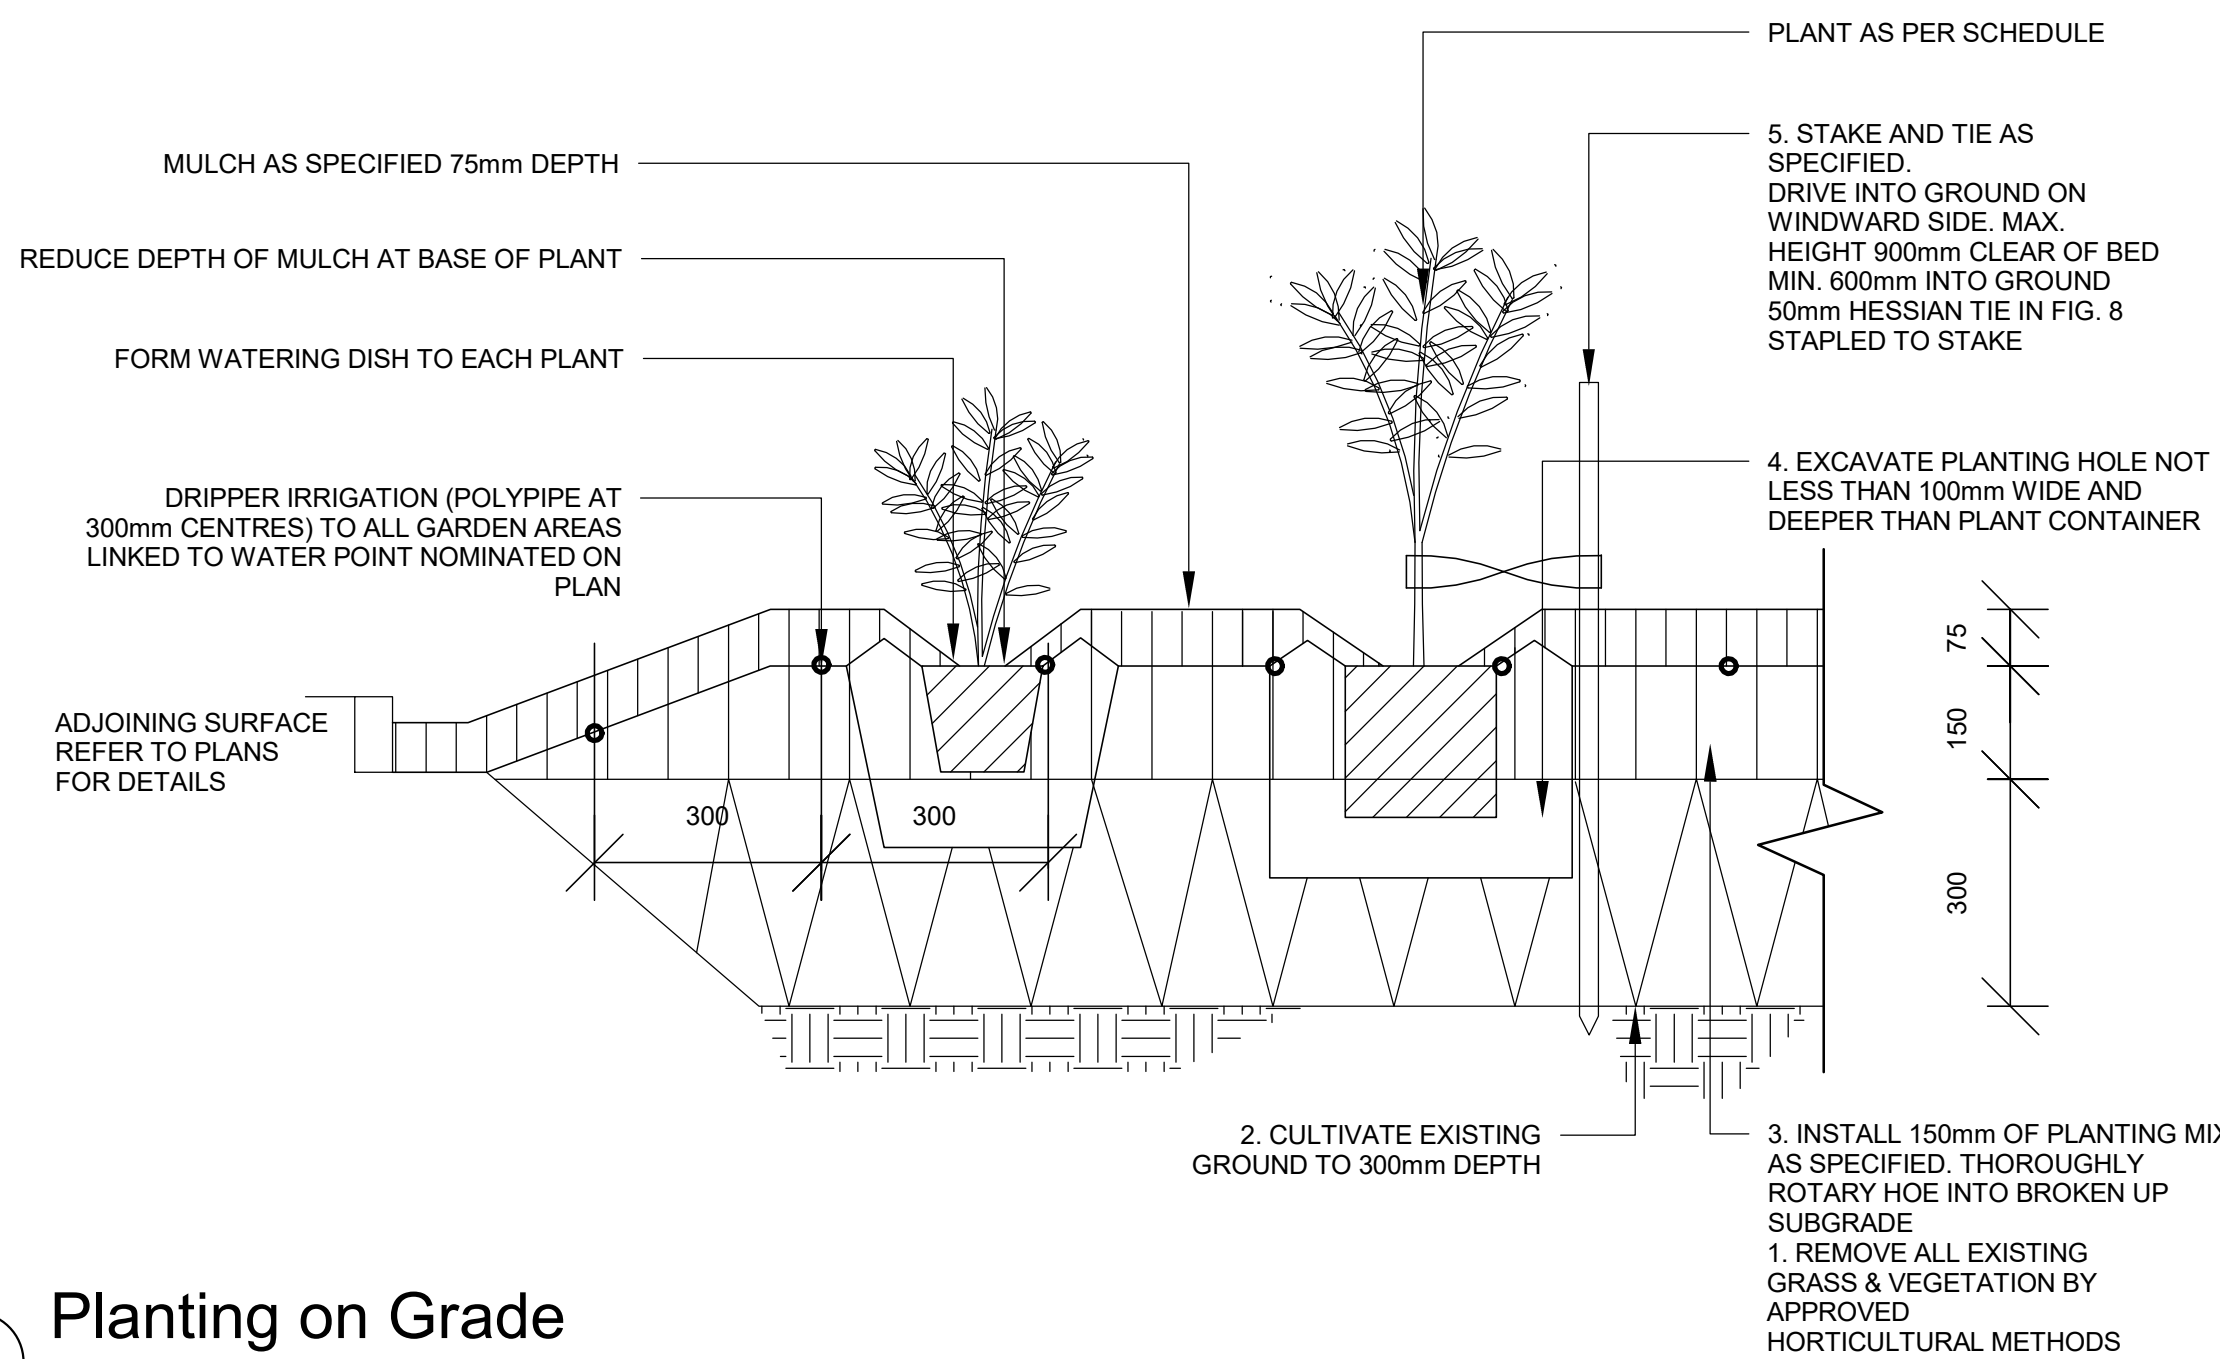 PLANT AS PER SCHEDULE
5. STAKE AND TIE AS
SPECIFIED.
DRIVE INTO GROUND ON
WINDWARD SIDE. MAX.
HEIGHT 900mm CLEAR OF BED
MIN. 600mm INTO GROUND
50mm HESSIAN TIE IN FIG. 8
STAPLED TO STAKE
MULCH AS SPECIFIED 75mm DEPTH
REDUCE DEPTH OF MULCH AT BASE OF PLANT
FORM WATERING DISH TO EACH PLANT
DRIPPER IRRIGATION (POLYPIPE AT
300mm CENTRES) TO ALL GARDEN AREAS
LINKED TO WATER POINT NOMINATED ON
PLAN
4. EXCAVATE PLANTING HOLE NOT
LESS THAN 100mm WIDE AND
DEEPER THAN PLANT CONTAINER
ADJOINING SURFACE
REFER TO PLANS
FOR DETAILS
300
300
75
150
300
2. CULTIVATE EXISTING
GROUND TO 300mm DEPTH
3. INSTALL 150mm OF PLANTING MIX
AS SPECIFIED. THOROUGHLY
ROTARY HOE INTO BROKEN UP
SUBGRADE
1. REMOVE ALL EXISTING
GRASS & VEGETATION BY
APPROVED
HORTICULTURAL METHODS
Planting on Grade